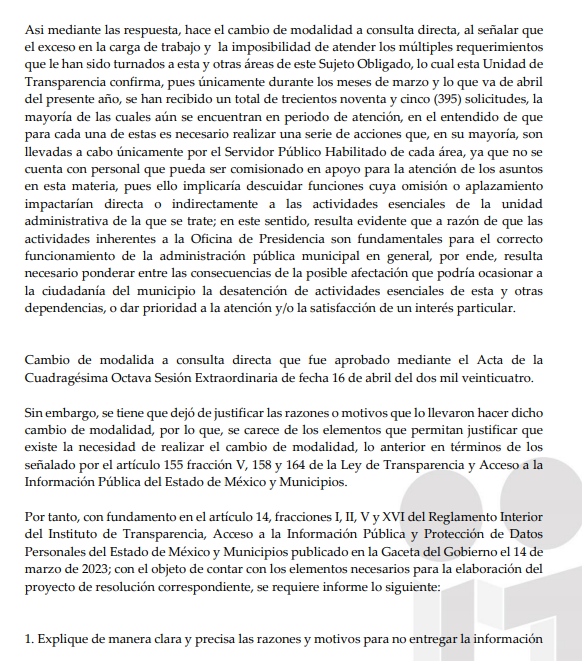 Asi mediante las respuesta, hace el cambio de modalidad a consulta directa, al señalar que
el exceso en la carga de trabajo y la imposibilidad de atender los múltiples requerimientos
que le han sido turnados a esta y otras áreas de este Sujeto Obligado, lo cual esta Unidad de
Transparencia confirma, pues únicamente durante los meses de marzo y lo que va de abril
del presente año, se han recibido un total de trecientos noventa y cinco (395) solicitudes, la
mayoría de las cuales aún se encuentran en periodo de atención, en el entendido de que
para cada una de estas es necesario realizar una serie de acciones que, en su mayoría, son
llevadas a cabo únicamente por el Servidor Público Habilitado de cada área, ya que no se
cuenta con personal que pueda ser comisionado en apoyo para la atención de los asuntos
en esta materia, pues ello implicaría descuidar funciones cuya omisión o aplazamiento
impactarían directa o indirectamente a las actividades esenciales de la unidad
administrativa de la que se trate; en este sentido, resulta evidente que a razón de que las
actividades inherentes a la Oficina de Presidencia son fundamentales para el correcto
funcionamiento de la administración pública municipal en general, por ende, resulta
necesario ponderar entre las consecuencias de la posible afectación que podría ocasionar a
la ciudadanía del municipio la desatención de actividades esenciales de esta y otras
dependencias, o dar prioridad a la atención y/o la satisfacción de un interés particular.
Cambio de modalida a consulta directa que fue aprobado mediante el Acta de la
Cuadragésima Octava Sesión Extraordinaria de fecha 16 de abril del dos mil veinticuatro.
Sin embargo, se tiene que dejó de justificar las razones o motivos que lo llevaron hacer dicho
cambio de modalidad, por lo que, se carece de los elementos que permitan justificar que
existe la necesidad de realizar el cambio de modalidad, lo anterior en términos de los
señalado por el artículo 155 fracción V, 158 y 164 de la Ley de Transparencia y Acceso a la
Información Pública del Estado de México y Municipios.
Por tanto, con fundamento en el artículo 14, fracciones I, II, V y XVI del Reglamento Interior
del Instituto de Transparencia, Acceso a la Información Pública y Protección de Datos
Personales del Estado de México y Municipios publicado en la Gaceta del Gobierno el 14 de
marzo de 2023; con el objeto de contar con los elementos necesarios para la elaboración del
proyecto de resolución correspondiente, se requiere informe lo siguiente:
1. Explique de manera clara y precisa las razones y motivos para no entregar la información